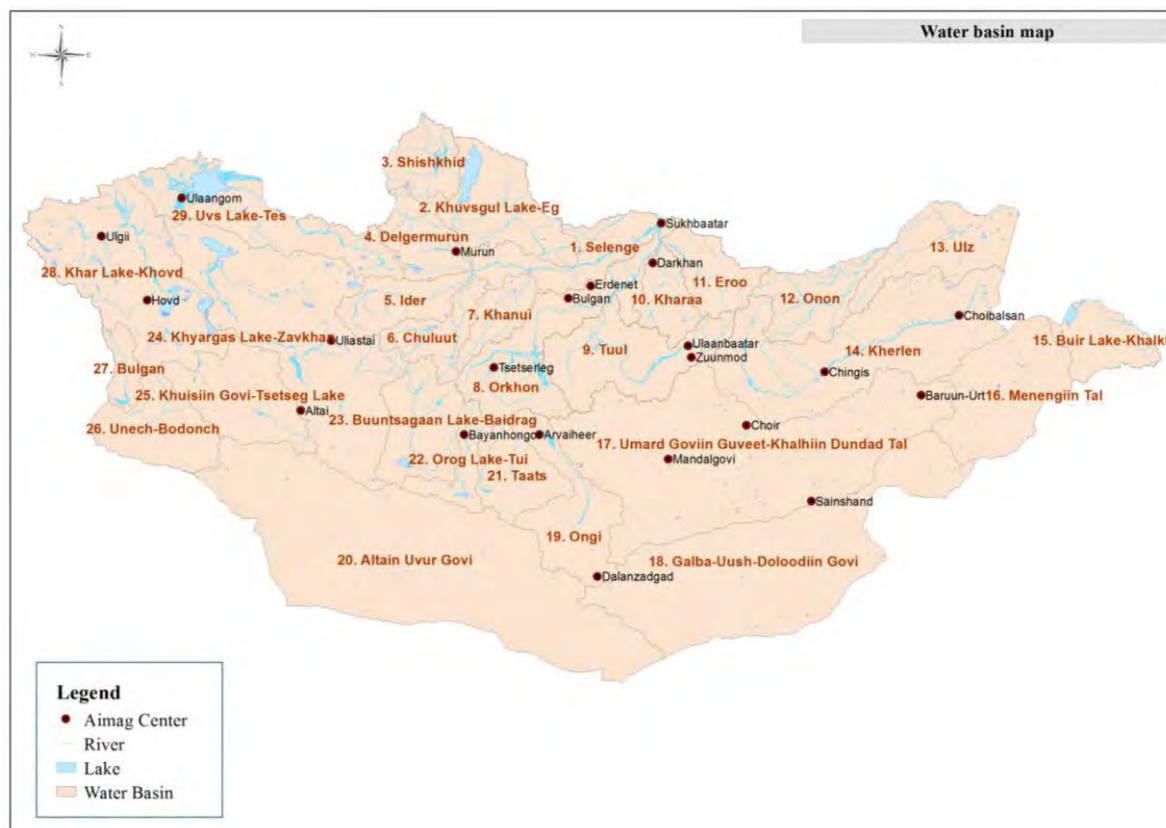 Water basin map
N
W
E
S
3. Shishkhid
Ulaangom
2. Khuvsgul Lake-Eg
29. Uvs Lake-Tes
Sukhbaatar
Ulgii
4. Delgermurun
1. Selenge
13. Ulz
Murun
Darkhan
28. Khar Lake-Khovd
11. Eroo
Erdenet
Hovd
5. Ider
Bulgan
10. Kharaa
12. Onon
7. Khanui
Choibalsan
24. Khyargas Lake-Zavkhan
6. Chuluut
Uliastai
Ulaanbaatar
15. Buir Lake-Khalkh
9. Tuul
14. Kherlen
Zuunmod
27. Bulgan
Tsetserleg
Chingis
8. Orkhon
25. Khuisiin Govi-Tsetseg Lake
Baruun-Urt
16. Menengiin Tal
Altai
23. Buuntsagaan Lake-Baidrag
Choir
26. Unech-Bodonch
Bayanhongo
Arvaiheer
17. Umard Goviin Guveet-Khalhiin Dundad Tal
22. Orog Lake-Tui
Mandalgovi
21. Taats
Sainshand
19. Ongi
20. Altain Uvur Govi
18. Galba-Uush-Doloodiin Govi
Dalanzadgad
Legend
Aimag Center
River
Lake
Water Basin